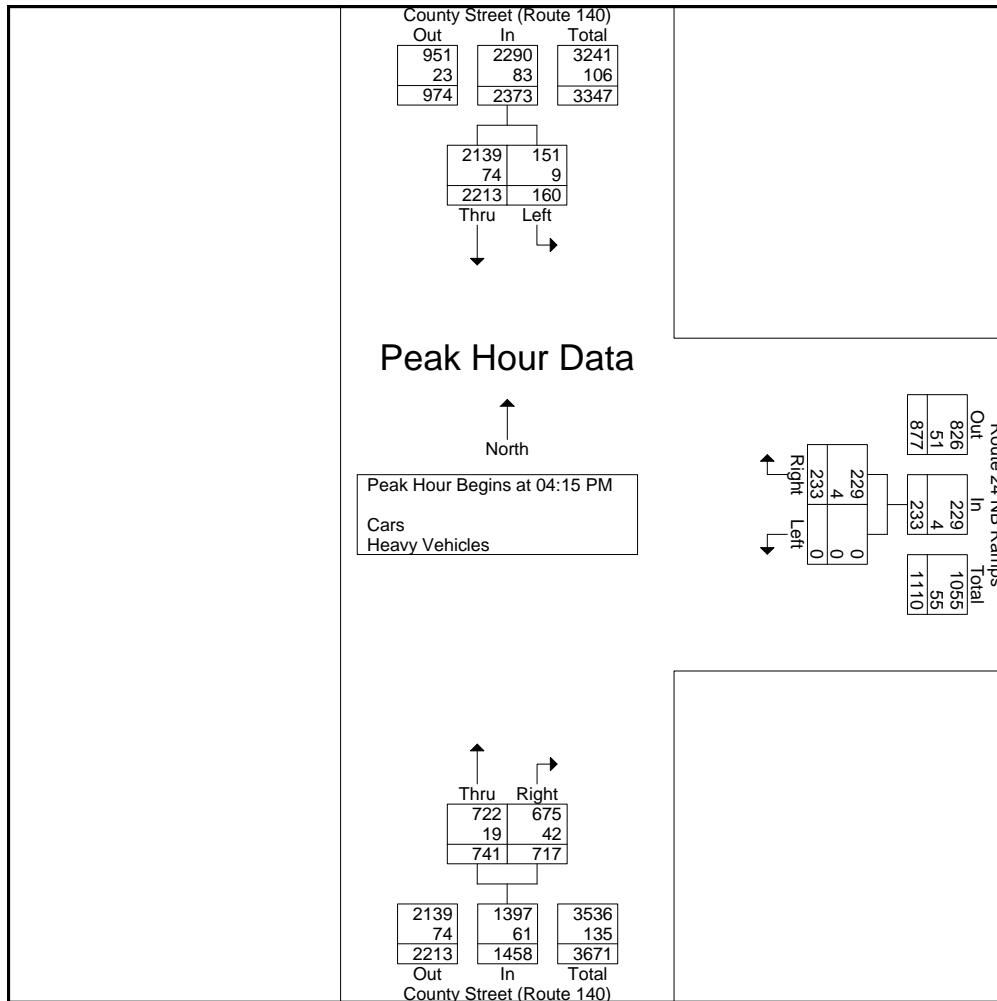 County Street (Route 140)
Out In Total
951 2290 3241
23 83 106
974 2373 3347
2139 151
74 9
2213 160
Thru Left
Peak Hour Data
North
Peak Hour Begins at 04:15 PM
Cars
Heavy Vehicles
Route 24 NB Ramps
Out In Total
826 229 1055
51 4 55
877 233 1110
229 0
4 0
233 0
Right Left
Thru Right
722 675
19 42
741 717
2139 1397 3536
74 61 135
2213 1458 3671
Out In Total
County Street (Route 140)